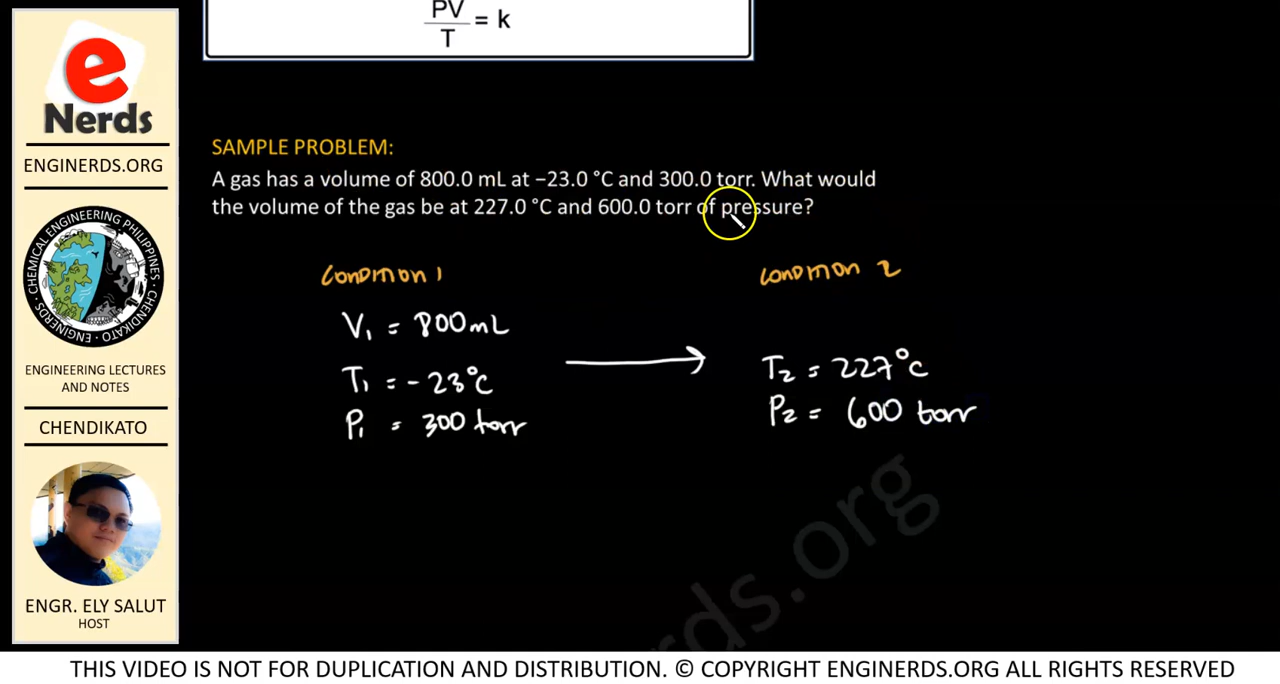 PV
T
= k
e
Nerds
ENGINERDS.ORG
CHEMICAL ENGINEERING PHILIPPINES · CHENDIKATO · ENGINEERDS ·
ENGINEERING LECTURES
AND NOTES
CHENDIKATO
ENGR. ELY SALUT
HOST
SAMPLE PROBLEM:
A gas has a volume of 800.0 mL at −23.0 °C and 300.0 torr. What would
the volume of the gas be at 227.0 °C and 600.0 torr of pressure?
CONDITION 1
V₁ = 800mL
T₁ = -23°C
P₁ = 300 torr
CONDITION 2
T₂ = 227°C
P₂ = 600 torr
rds.org
THIS VIDEO IS NOT FOR DUPLICATION AND DISTRIBUTION. © COPYRIGHT ENGINERDS.ORG ALL RIGHTS RESERVED